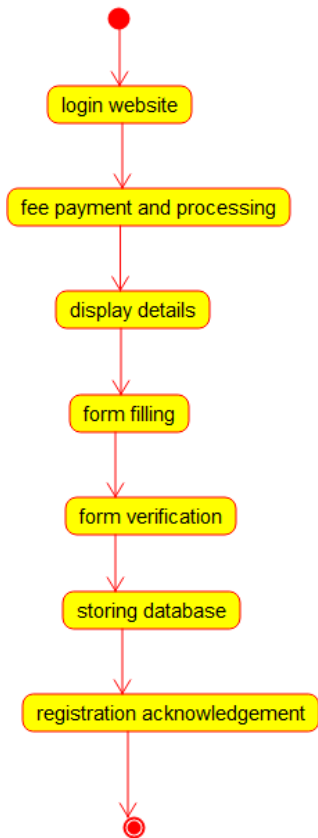 login website
fee payment and processing
display details
form filling
form verification
storing database
registration acknowledgement